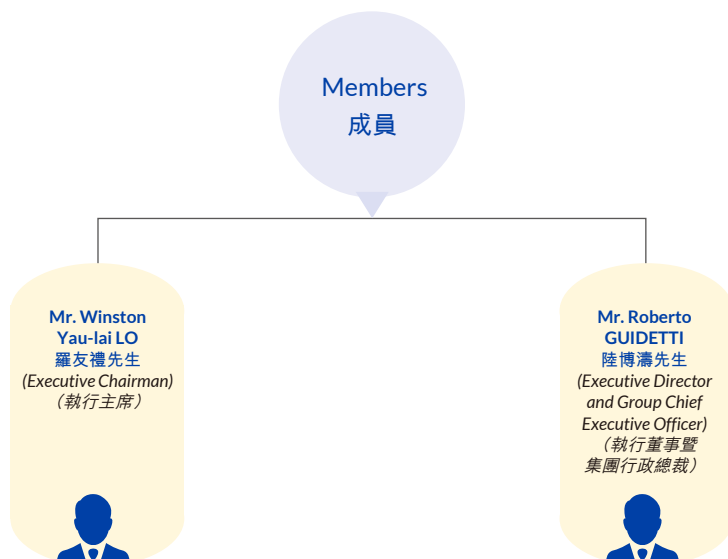 Members
成員
Mr. Winston
Yau-lai LO
羅友禮先生
(Executive Chairman)
（執行主席）
Mr. Roberto
GUIDETTI
陸博濤先生
(Executive Director
and Group Chief
Executive Officer)
（執行董事暨
集團行政總裁）